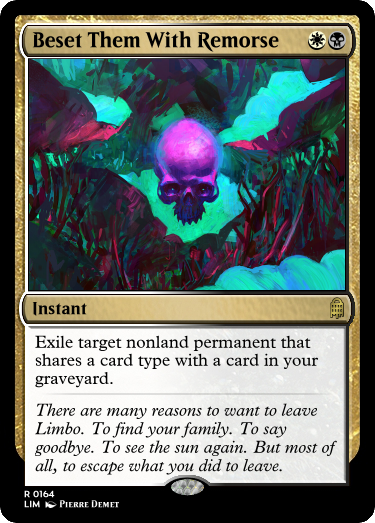 Beset Them With Remorse
Instant
Exile target nonland permanent that
shares a card type with a card in your
graveyard.
There are many reasons to want to leave
Limbo. To find your family. To say
goodbye. To see the sun again. But most of
all, to escape what you did to leave.
R 0164
LIM Pierre Demet